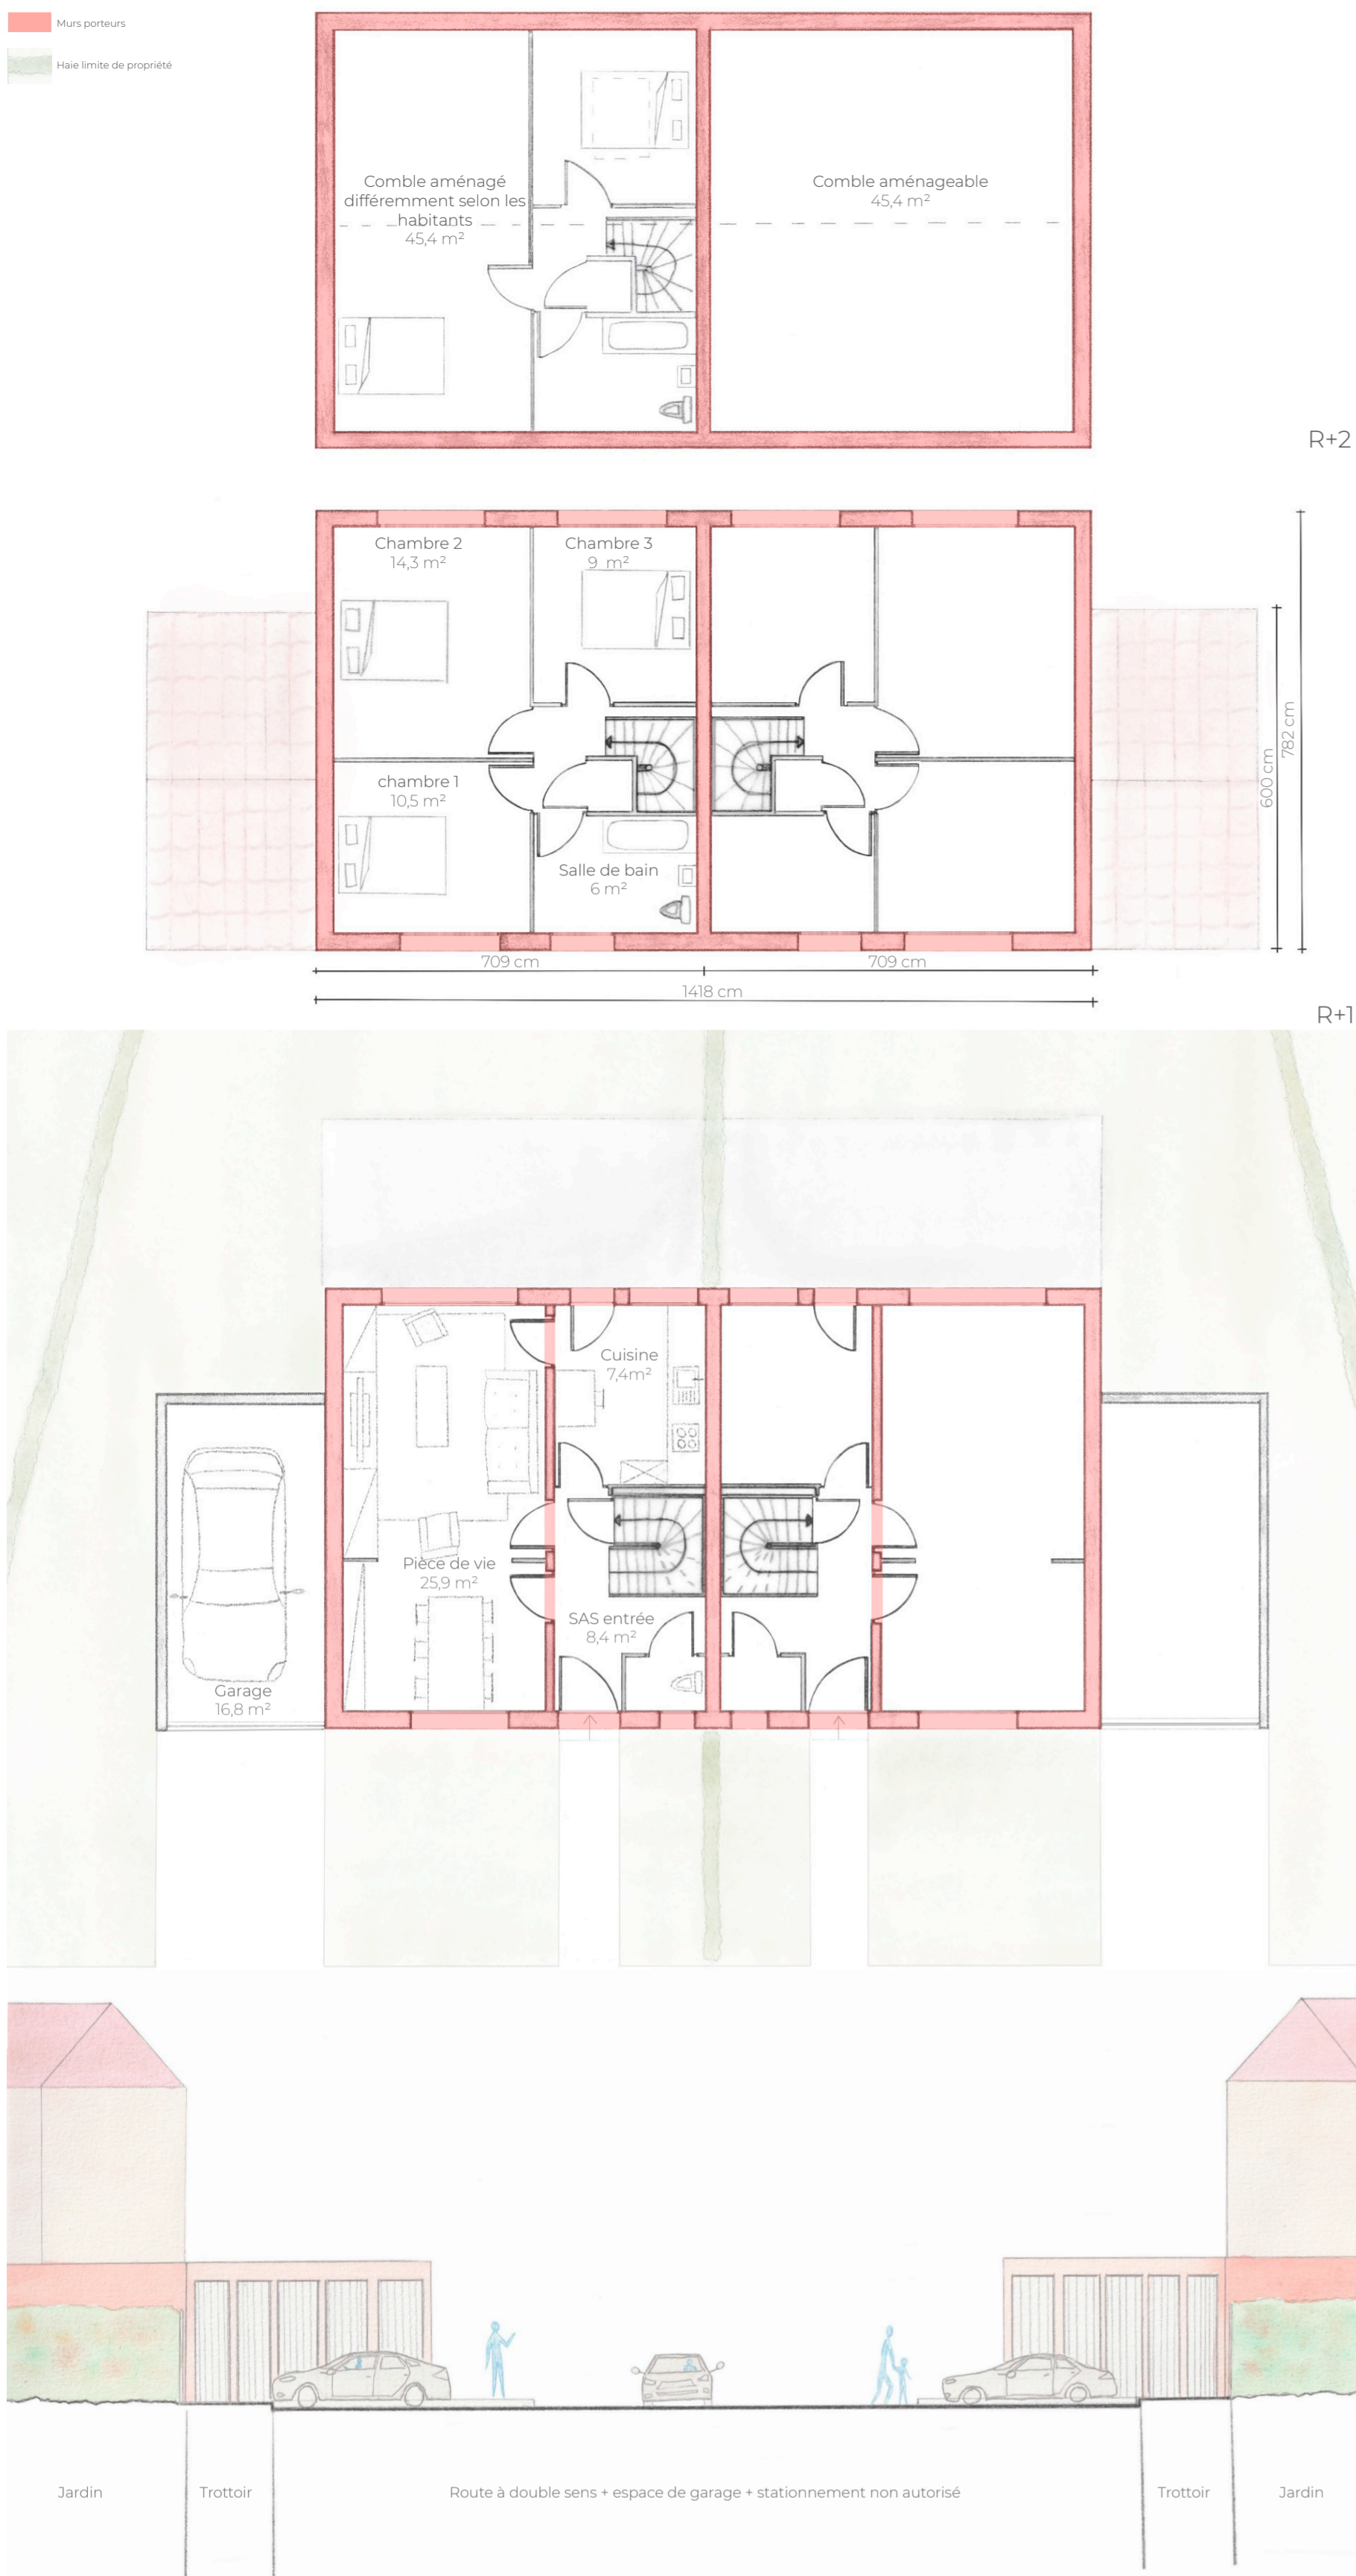 Murs porteurs
Haie limite de propriété
Comble aménagé
différemment selon les
habitants
45,4 m²
Comble aménageable
45,4 m²
R+2
Chambre 2
14,3 m²
Chambre 3
9 m²
chambre 1
10,5 m²
Salle de bain
6 m²
600 cm
782 cm
709 cm
709 cm
1418 cm
R+1
Cuisine
7,4m²
Pièce de vie
25,9 m²
SAS entrée
8,4 m²
Garage
16,8 m²
Jardin
Trottoir
Route à double sens + espace de garage + stationnement non autorisé
Trottoir
Jardin